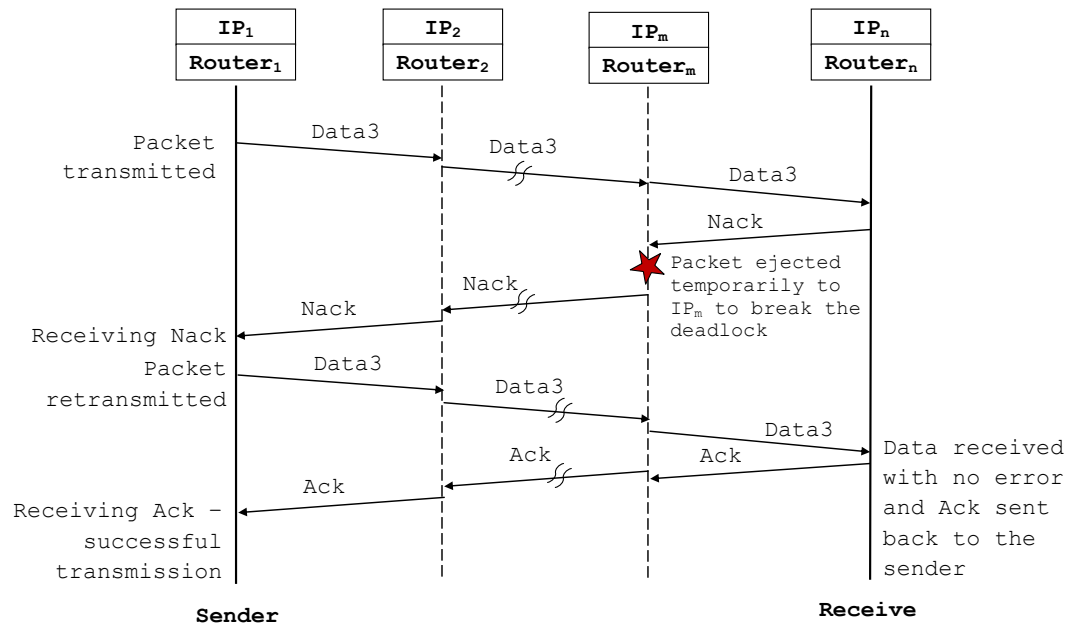 IP₁
Router₁
IP₂
Router₂
IPₘ
Routerₘ
IPₙ
Routerₙ
Packet
transmitted
Data3
Data3
Data3
Nack
Packet ejected
temporarily to
IPₘ to break the
deadlock
Nack
Nack
Receiving Nack
Packet
retransmitted
Data3
Data3
Data3
Data received
with no error
and Ack sent
back to the
sender
Ack
Ack
Ack
Receiving Ack –
successful
transmission
Sender
Receive